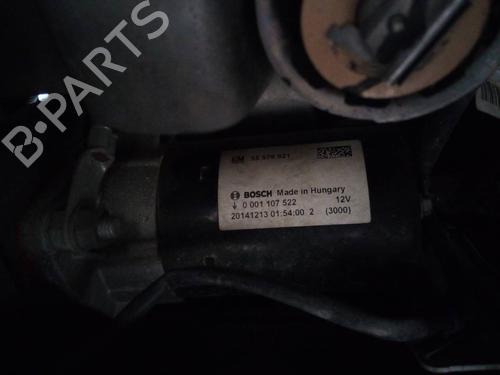 B-PARTS
GM 55 579 921
BOSCH Made in Hungary
0 001 107 522 12V
20141213 01:54:00 2 (3000)